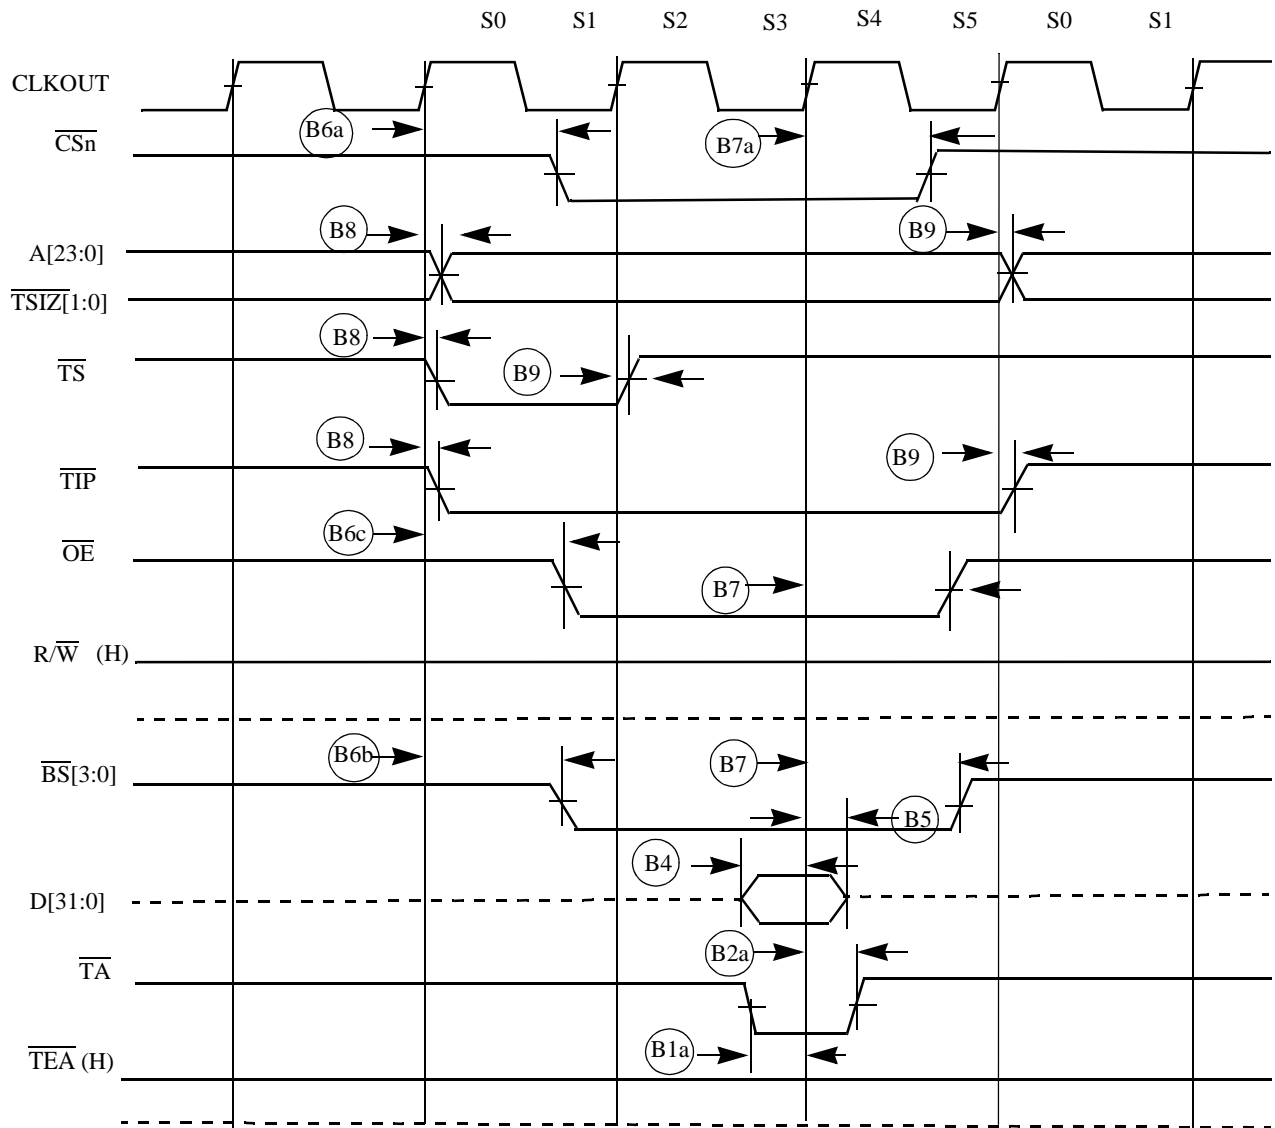 S0 S1 S2 S3 S4 S5 S0 S1
CLKOUT
B6a
B7a
CSn
B8
B9
A[23:0]
TSIZ[1:0]
B8
B9
TS
B8
B9
TIP
B6c
OE
B7
R/W (H)
B6b
B7
BS[3:0]
B5
B4
D[31:0]
B2a
TA
B1a
TEA (H)